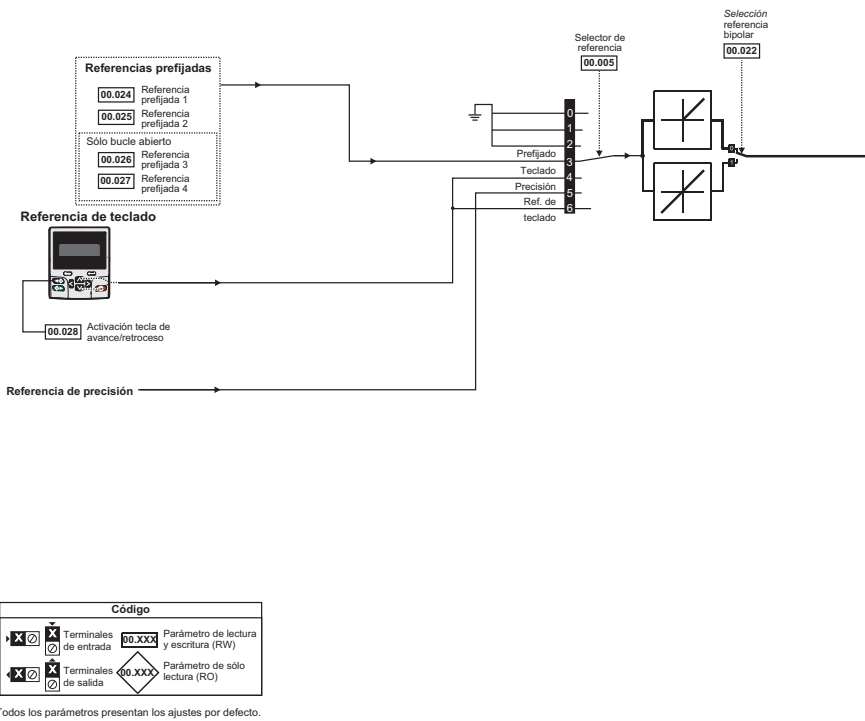 Selección
referencia
bipolar
00.022
Selector de
referencia
00.005
Referencias prefijadas
00.024 Referencia
prefijada 1
00.025 Referencia
prefijada 2
Sólo bucle abierto
00.026 Referencia
prefijada 3
00.027 Referencia
prefijada 4
0
1
2
Prefijado 3
Teclado 4
Precisión 5
Ref. de 6
teclado
Referencia de teclado
00.028 Activación tecla de
avance/retroceso
Referencia de precisión
Código
X X Terminales
de entrada
00.XXX Parámetro de lectura
y escritura (RW)
X X Terminales
de salida
00.XXX Parámetro de sólo
lectura (RO)
Todos los parámetros presentan los ajustes por defecto.